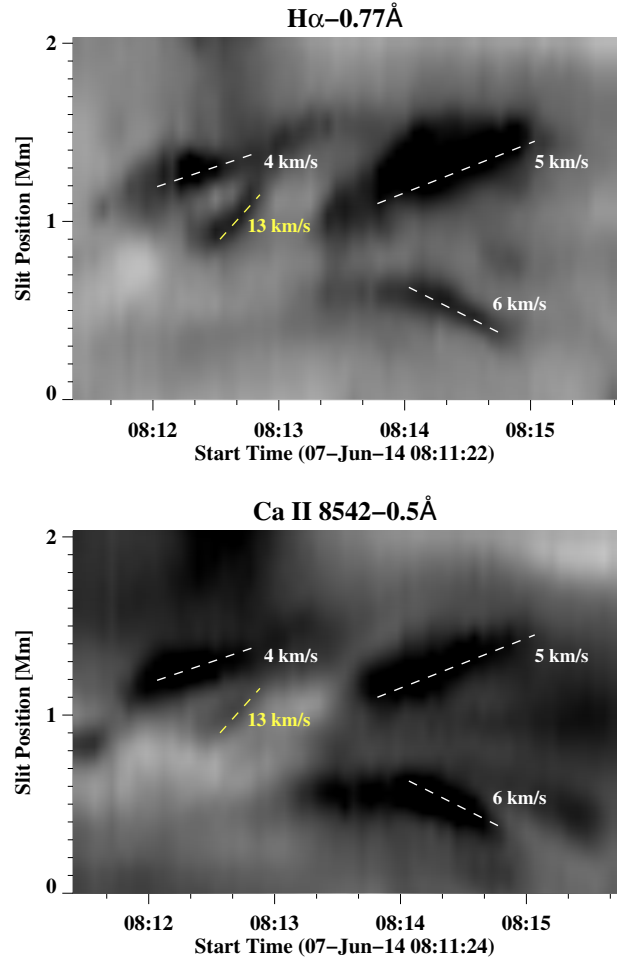 Hα−0.77Å
2
1
0
Slit Position [Mm]
4 km/s
13 km/s
5 km/s
6 km/s
08:12 08:13 08:14 08:15
Start Time (07−Jun−14 08:11:22)
Ca II 8542−0.5Å
2
1
0
Slit Position [Mm]
4 km/s
13 km/s
5 km/s
6 km/s
08:12 08:13 08:14 08:15
Start Time (07−Jun−14 08:11:24)